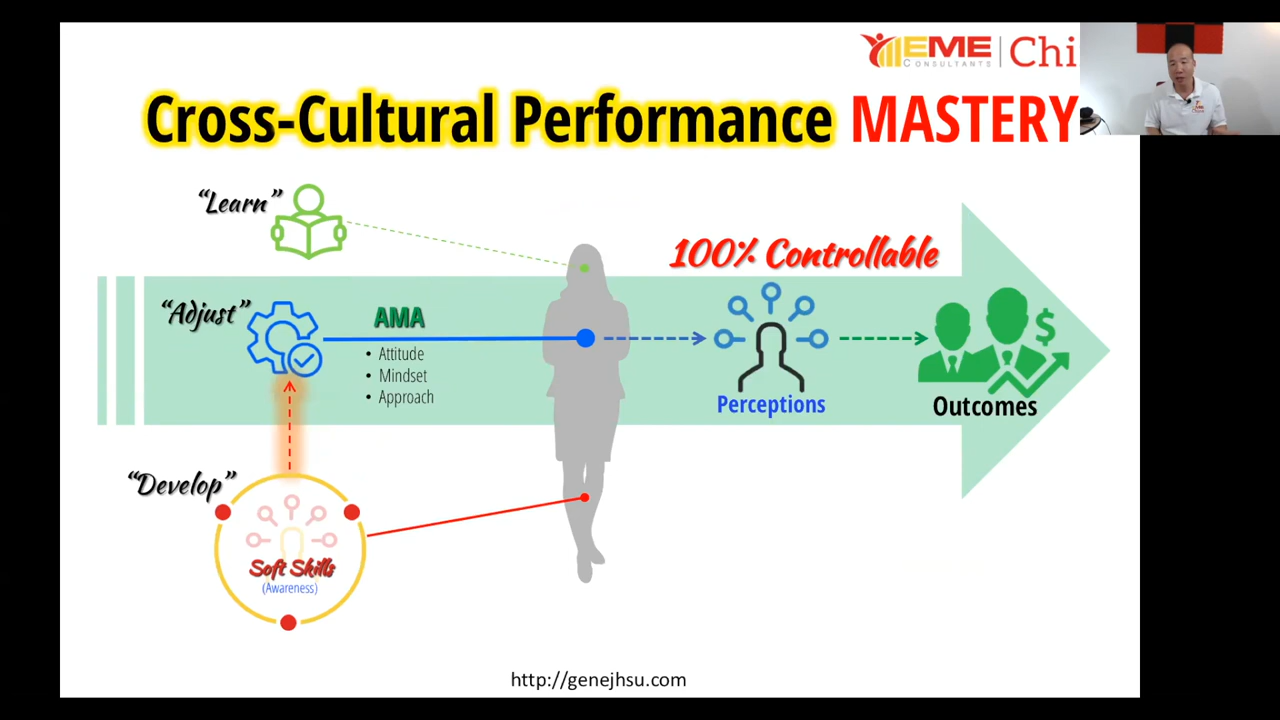 EME
CONSULTANTS
Chi
Cross-Cultural Performance MASTERY
“Learn”
100% Controllable
“Adjust”
AMA
• Attitude
• Mindset
• Approach
$
Perceptions
Outcomes
“Develop”
Soft Skills
(Awareness)
http://genejhsu.com